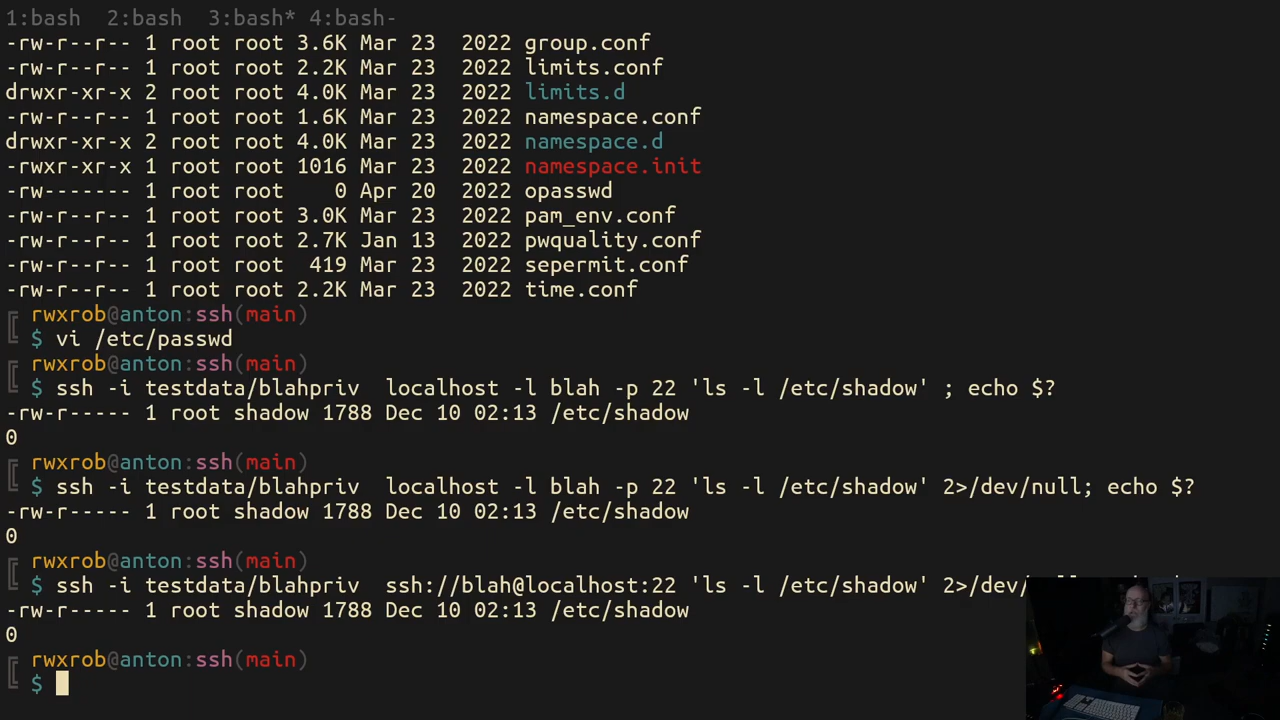 1:bash  2:bash  3:bash* 4:bash-
-rw-r--r-- 1 root root 3.6K Mar 23  2022 group.conf
-rw-r--r-- 1 root root 2.2K Mar 23  2022 limits.conf
drwxr-xr-x 2 root root 4.0K Mar 23  2022 limits.d
-rw-r--r-- 1 root root 1.6K Mar 23  2022 namespace.conf
drwxr-xr-x 2 root root 4.0K Mar 23  2022 namespace.d
-rwxr-xr-x 1 root root 1016 Mar 23  2022 namespace.init
-rw------- 1 root root    0 Apr 20  2022 opasswd
-rw-r--r-- 1 root root 3.0K Mar 23  2022 pam_env.conf
-rw-r--r-- 1 root root 2.7K Jan 13  2022 pwquality.conf
-rw-r--r-- 1 root root  419 Mar 23  2022 sepermit.conf
-rw-r--r-- 1 root root 2.2K Mar 23  2022 time.conf
rwxrob@anton:ssh(main)
$ vi /etc/passwd
rwxrob@anton:ssh(main)
$ ssh -i testdata/blahpriv  localhost -l blah -p 22 'ls -l /etc/shadow' ; echo $?
-rw-r----- 1 root shadow 1788 Dec 10 02:13 /etc/shadow
0
rwxrob@anton:ssh(main)
$ ssh -i testdata/blahpriv  localhost -l blah -p 22 'ls -l /etc/shadow' 2>/dev/null; echo $?
-rw-r----- 1 root shadow 1788 Dec 10 02:13 /etc/shadow
0
rwxrob@anton:ssh(main)
$ ssh -i testdata/blahpriv  ssh://blah@localhost:22 'ls -l /etc/shadow' 2>/dev/
-rw-r----- 1 root shadow 1788 Dec 10 02:13 /etc/shadow
0
rwxrob@anton:ssh(main)
$